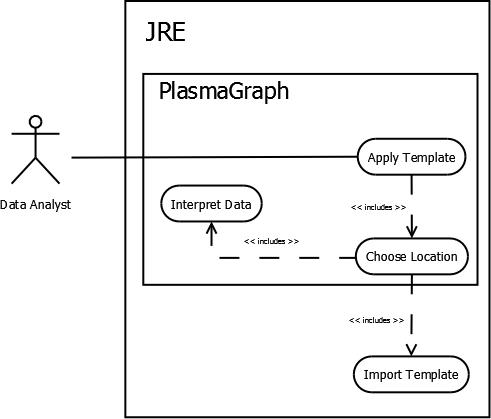 JRE
PlasmaGraph
Apply Template
Data Analyst
Interpret Data
<< includes >>
<< includes >>
Choose Location
<< includes >>
Import Template